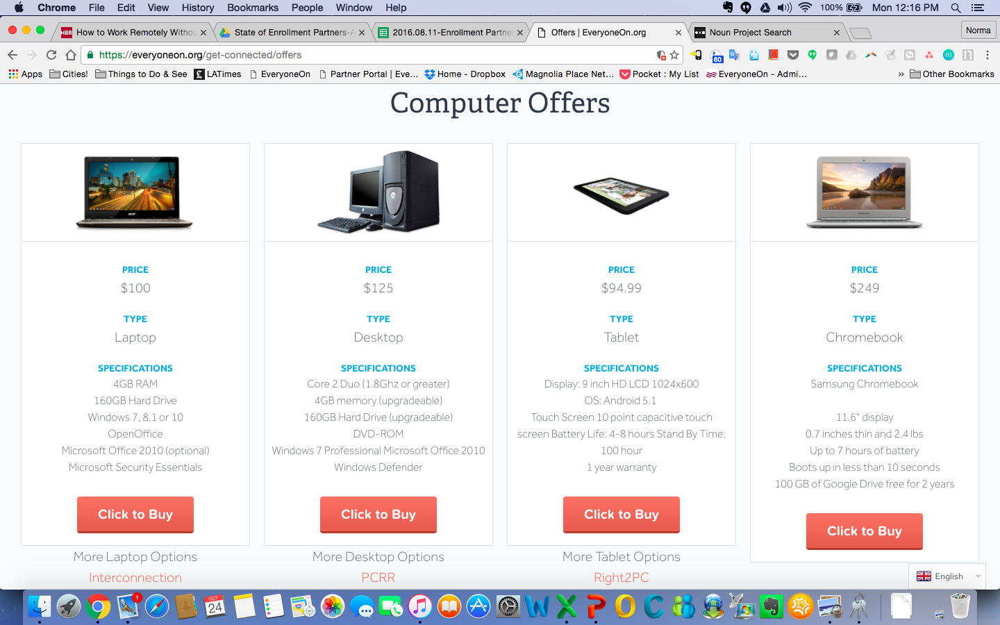 Chrome File Edit View History Bookmarks People Window Help 100% Mon 12:16 PM
HBR How to Work Remotely Witho
State of Enrollment Partners-A
2016.08.11-Enrollment Partne
Offers | EveryoneOn.org
Noun Project Search
Norma
https://everyoneon.org/get-connected/offers
60
Apps Cities! Things to Do & See LATimes EveryoneOn Partner Portal | Eve... Home - Dropbox Magnolia Place Net... Pocket : My List EveryoneOn - Admi... » Other Bookmarks
Computer Offers
PRICE
$100
TYPE
Laptop
SPECIFICATIONS
4GB RAM
160GB Hard Drive
Windows 7, 8.1 or 10
OpenOffice
Microsoft Office 2010 (optional)
Microsoft Security Essentials
Click to Buy
More Laptop Options
Interconnection
PRICE
$125
TYPE
Desktop
SPECIFICATIONS
Core 2 Duo (1.8Ghz or greater)
4GB memory (upgradeable)
160GB Hard Drive (upgradeable)
DVD-ROM
Windows 7 Professional Microsoft Office 2010
Windows Defender
Click to Buy
More Desktop Options
PCRR
PRICE
$94.99
TYPE
Tablet
SPECIFICATIONS
Display: 9 inch HD LCD 1024x600
OS: Android 5.1
Touch Screen 10 point capacitive touch
screen Battery Life: 4-8 hours Stand By Time:
100 hour
1 year warranty
Click to Buy
More Tablet Options
Right2PC
PRICE
$249
TYPE
Chromebook
SPECIFICATIONS
Samsung Chromebook
11.6" display
0.7 inches thin and 2.4 lbs
Up to 7 hours of battery
Boots up in less than 10 seconds
100 GB of Google Drive free for 2 years
Click to Buy
English
1
OCT
24